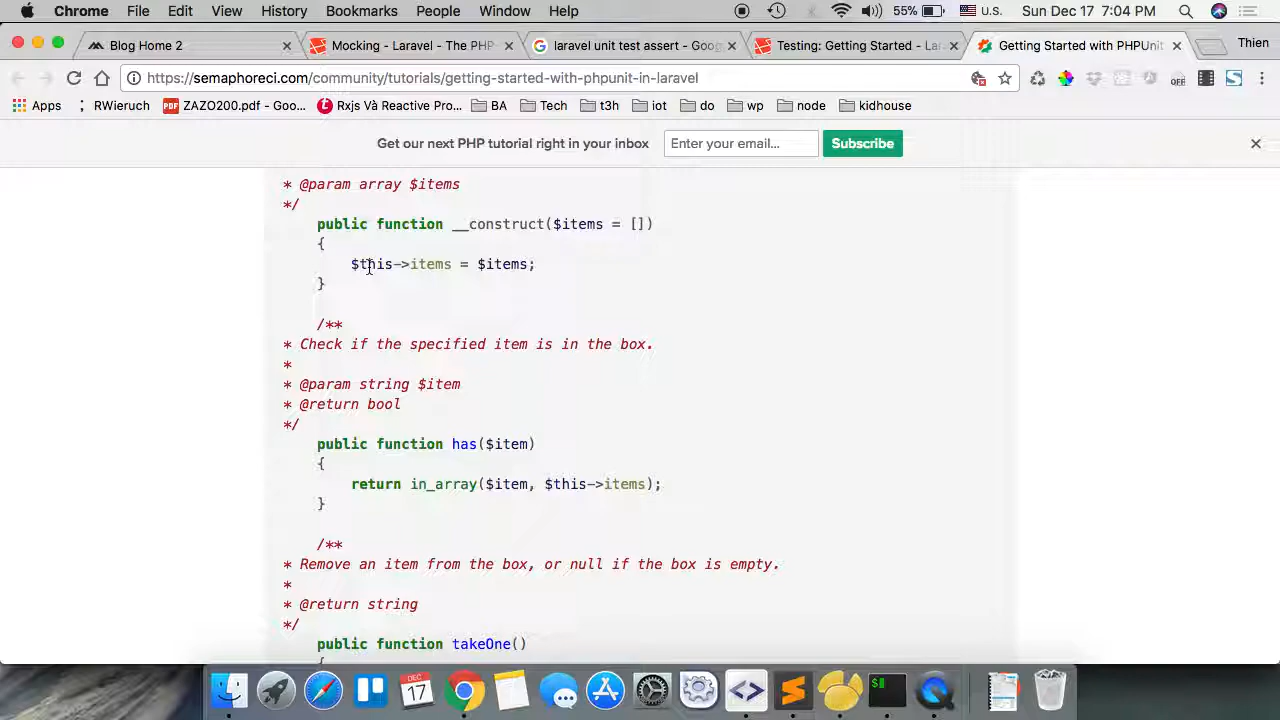 Chrome File Edit View History Bookmarks People Window Help 55% U.S. Sun Dec 17 7:04 PM
Blog Home 2 Mocking - Laravel - The PHP laravel unit test assert - Goo Testing: Getting Started - La Getting Started with PHPUnit Thien
https://semaphoreci.com/community/tutorials/getting-started-with-phpunit-in-laravel OFF
Apps RWieruch ZAZO200.pdf - Goo... Rxjs Và Reactive Pro... BA Tech t3h iot do wp node kidhouse
Get our next PHP tutorial right in your inbox Enter your email... Subscribe
* @param array $items
*/
public function __construct($items = [])
{
$this->items = $items;
}
/**
* Check if the specified item is in the box.
*
* @param string $item
* @return bool
*/
public function has($item)
{
return in_array($item, $this->items);
}
/**
* Remove an item from the box, or null if the box is empty.
*
* @return string
*/
public function takeOne()
{
DEC
17